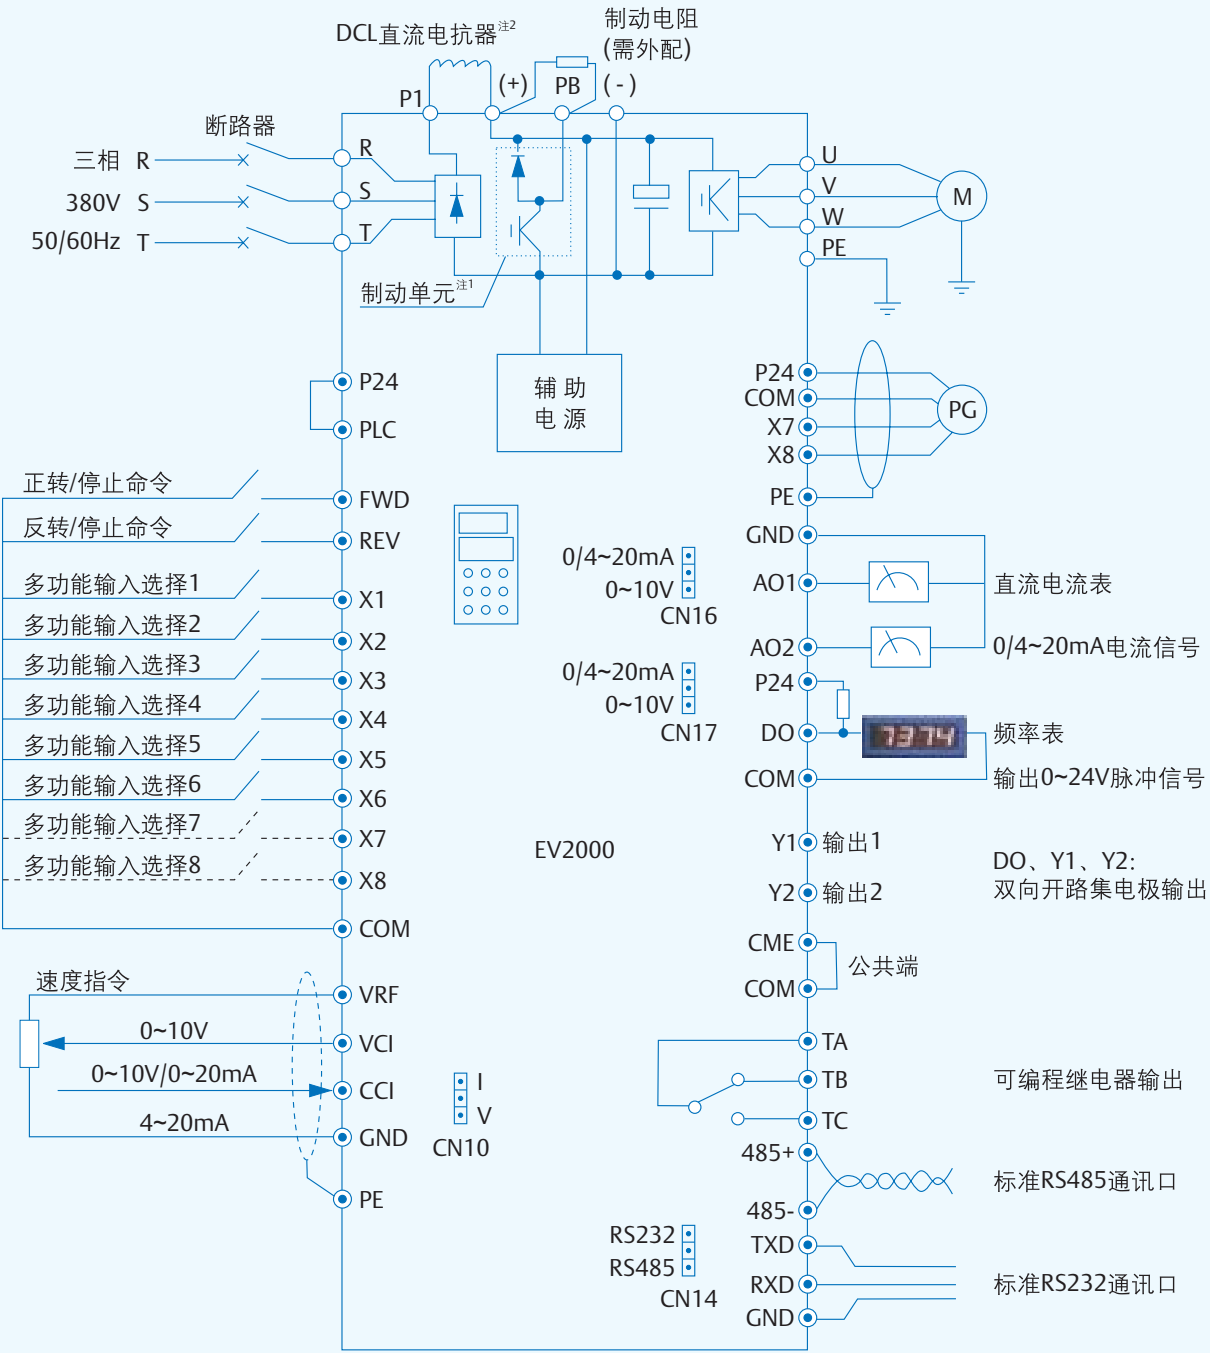 DCL直流电抗器注2
制动电阻
(需外配)
P1
(+)
PB
(-)
断路器
三相 R
380V S
50/60Hz T
R
S
T
U
V
W
PE
M
制动单元注1
辅助
电源
P24
PLC
P24
COM
X7
X8
PE
PG
正转/停止命令
FWD
反转/停止命令
REV
多功能输入选择1
X1
多功能输入选择2
X2
多功能输入选择3
X3
多功能输入选择4
X4
多功能输入选择5
X5
多功能输入选择6
X6
多功能输入选择7
X7
多功能输入选择8
X8
COM
0/4~20mA
0~10V
CN16
0/4~20mA
0~10V
CN17
GND
AO1
直流电流表
AO2
0/4~20mA电流信号
P24
DO
7374
频率表
COM
输出0~24V脉冲信号
EV2000
Y1 输出1
Y2 输出2
DO、Y1、Y2:
双向开路集电极输出
CME
COM
公共端
速度指令
VRF
0~10V
VCI
0~10V/0~20mA
CCI
4~20mA
GND
PE
I
V
CN10
TA
TB
TC
可编程继电器输出
485+
485-
标准RS485通讯口
RS232
RS485
CN14
TXD
RXD
GND
标准RS232通讯口